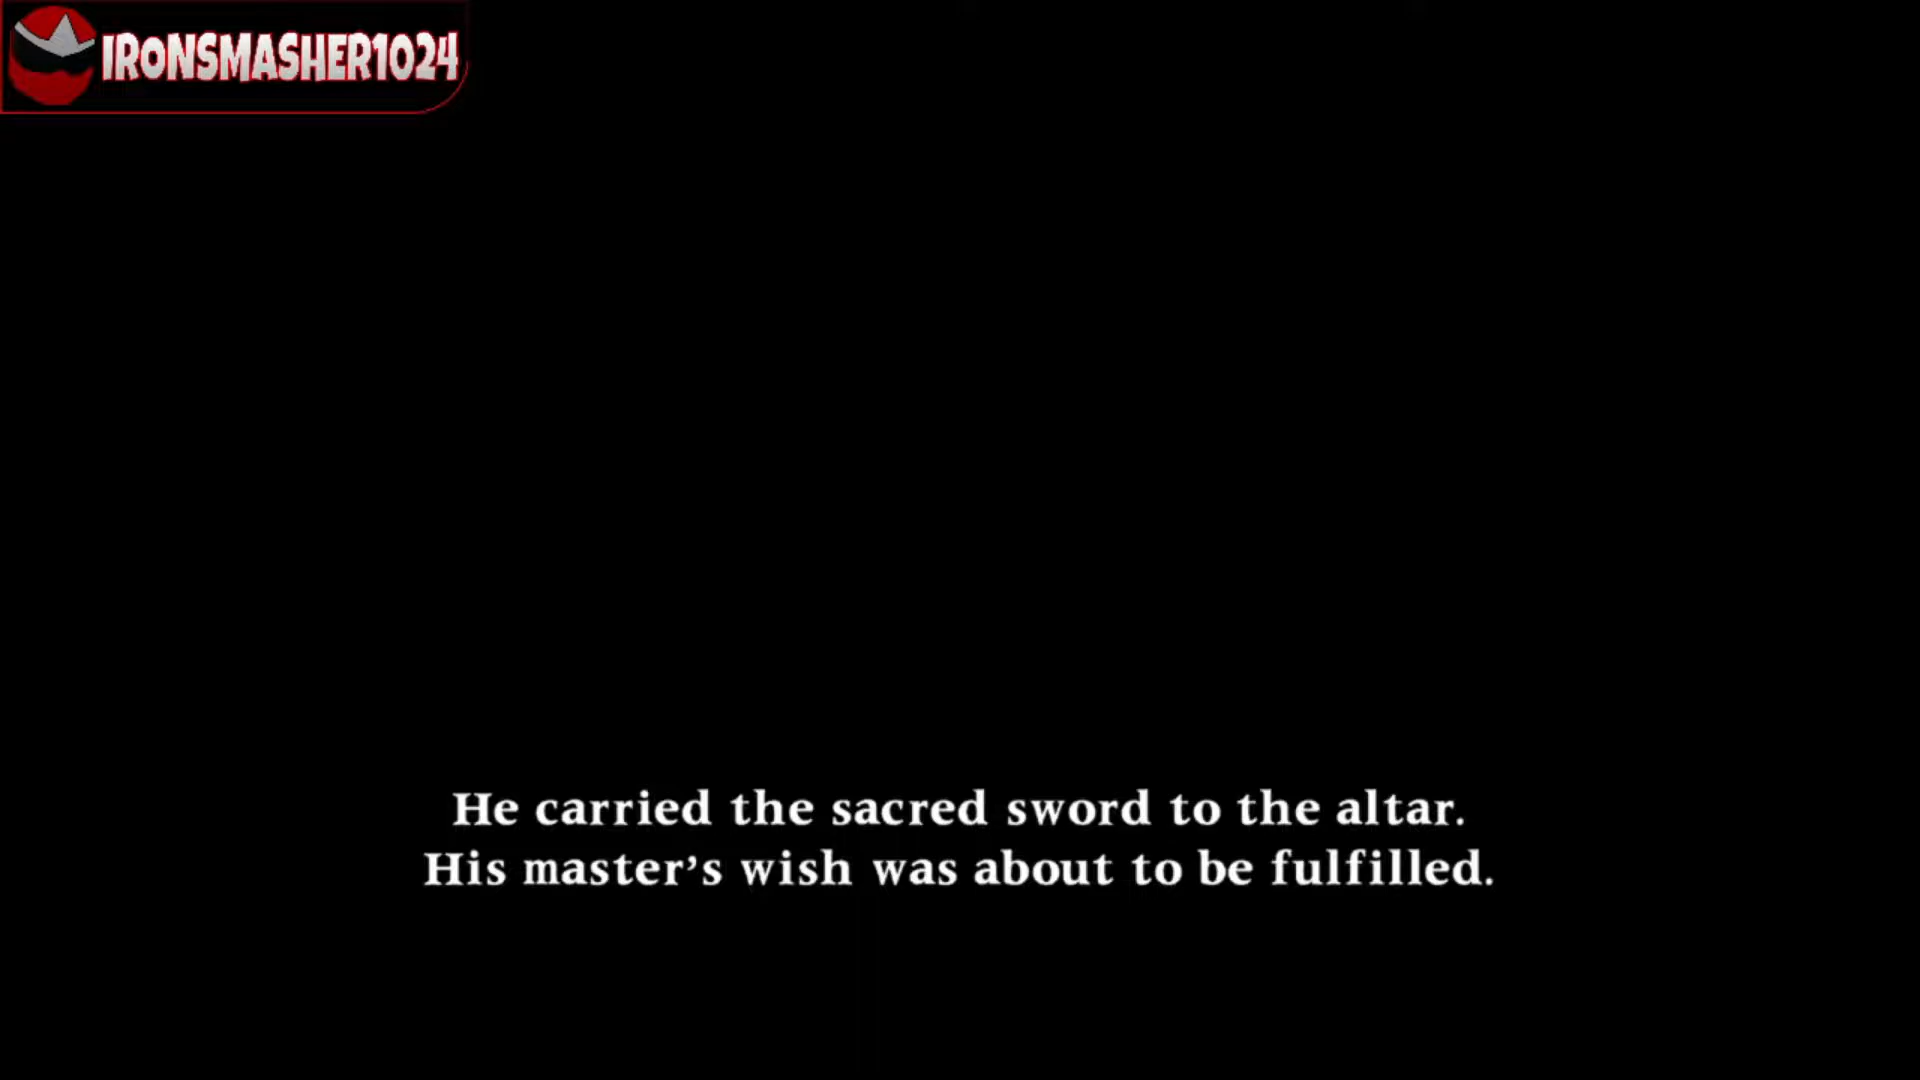 IRONSMASHER1024
He carried the sacred sword to the altar.
His master's wish was about to be fulfilled.